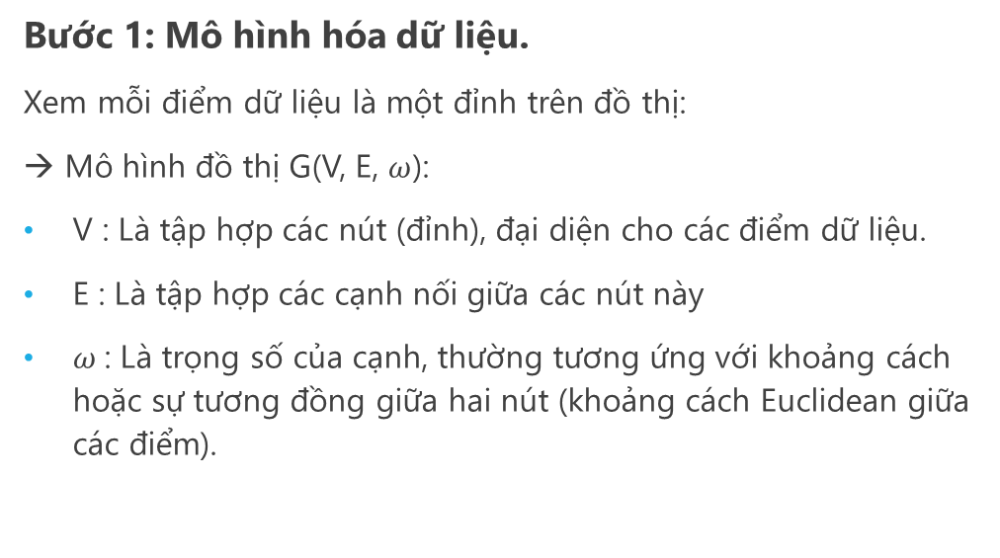 Bước 1: Mô hình hóa dữ liệu.
Xem mỗi điểm dữ liệu là một đỉnh trên đồ thị:
→ Mô hình đồ thị G(V, E, 𝜔):
• V : Là tập hợp các nút (đỉnh), đại diện cho các điểm dữ liệu.
• E : Là tập hợp các cạnh nối giữa các nút này
• 𝜔 : Là trọng số của cạnh, thường tương ứng với khoảng cách
hoặc sự tương đồng giữa hai nút (khoảng cách Euclidean giữa
các điểm).